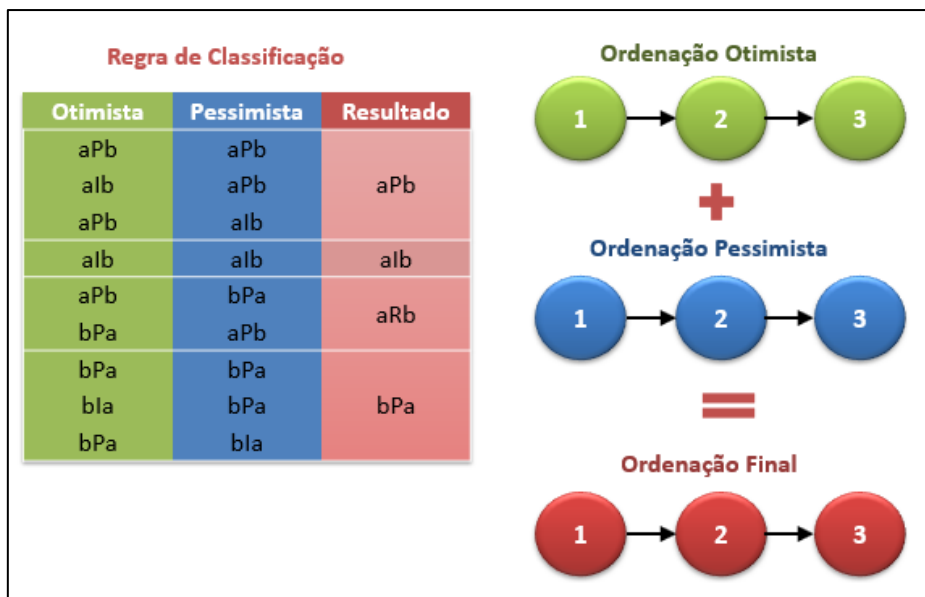 Regra de Classificação
Otimista Pessimista Resultado
aPb aPb
aIb aPb aPb
aPb aIb
aIb aIb aIb
aPb bPa
aRb
bPa aPb
bPa bPa
bIa bPa bPa
bPa bIa
Ordenação Otimista
1 2 3
+
Ordenação Pessimista
1 2 3
=
Ordenação Final
1 2 3